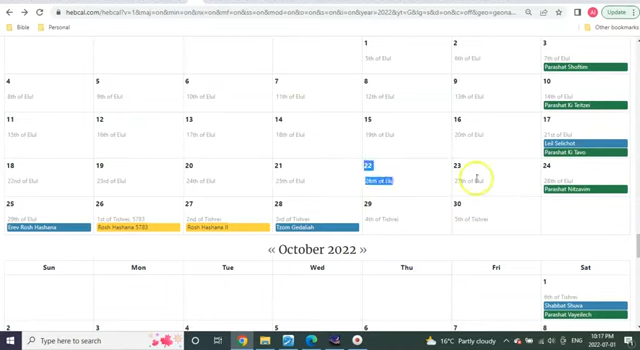 hebcal.com/hebcal?v=1&maj=on&min=on&nx=on&mf=on&ss=on&mod=on&o=on&s=on&i=on&year=2022&yt=G&lg=s&d=on&c=off&geo=geona...
AI
Update
Bible
Personal
Other bookmarks
1
5th of Elul
2
6th of Elul
3
7th of Elul
Parashat Shoftim
4
8th of Elul
5
9th of Elul
6
10th of Elul
7
11th of Elul
8
12th of Elul
9
13th of Elul
10
14th of Elul
Parashat Ki Teitzei
11
15th of Elul
12
16th of Elul
13
17th of Elul
14
18th of Elul
15
19th of Elul
16
20th of Elul
17
21st of Elul
Leil Selichot
Parashat Ki Tavo
18
22nd of Elul
19
23rd of Elul
20
24th of Elul
21
25th of Elul
22
26th of Elul
23
27th of Elul
24
28th of Elul
Parashat Nitzavim
25
29th of Elul
Erev Rosh Hashana
26
1st of Tishrei, 5783
Rosh Hashana 5783
27
2nd of Tishrei
Rosh Hashana II
28
3rd of Tishrei
Tzom Gedaliah
29
4th of Tishrei
30
5th of Tishrei
« October 2022 »
Sun
Mon
Tue
Wed
Thu
Fri
Sat
1
6th of Tishrei
Shabbat Shuva
Parashat Vayeilech
2
3
4
5
6
7
8
Type here to search
16°C Partly cloudy
ENG
10:17 PM
2022-07-01